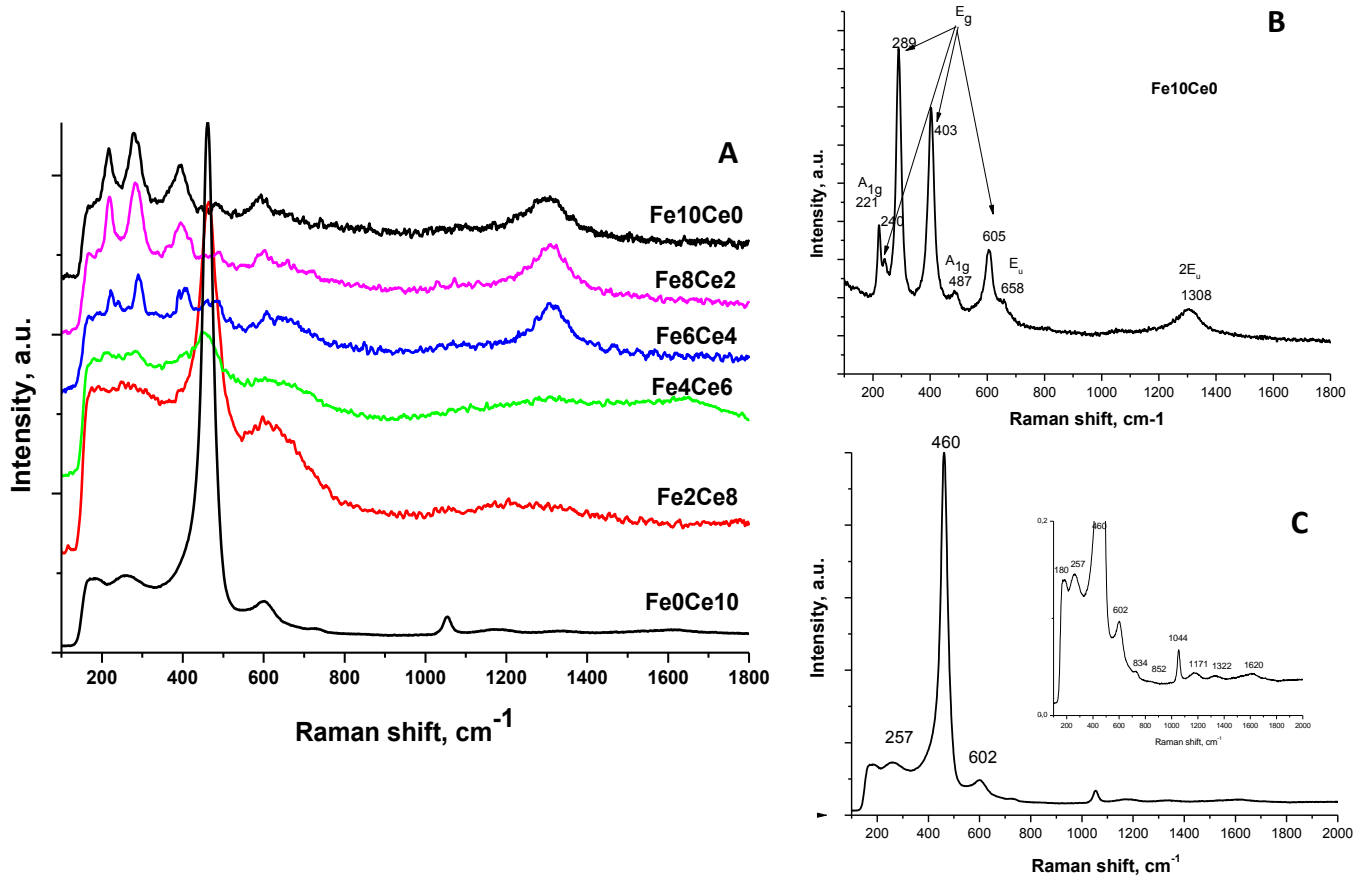 A
Fe10Ce0
Fe8Ce2
Fe6Ce4
Fe4Ce6
Fe2Ce8
Fe0Ce10
Intensity, a.u.
200 400 600 800 1000 1200 1400 1600 1800
Raman shift, cm-1
B
Eg
289
Fe10Ce0
403
A1g
221
240
605
A1g
487
Eu
658
2Eu
1308
Intensity, a.u.
200 400 600 800 1000 1200 1400 1600 1800
Raman shift, cm-1
C
460
257
602
Intensity, a.u.
0,2
460
180
257
602
834
852
1044
1171
1322
1620
0,0
200 400 600 800 1000 1200 1400 1600 1800 2000
Raman shift, cm-1
200 400 600 800 1000 1200 1400 1600 1800 2000
Raman shift, cm-1